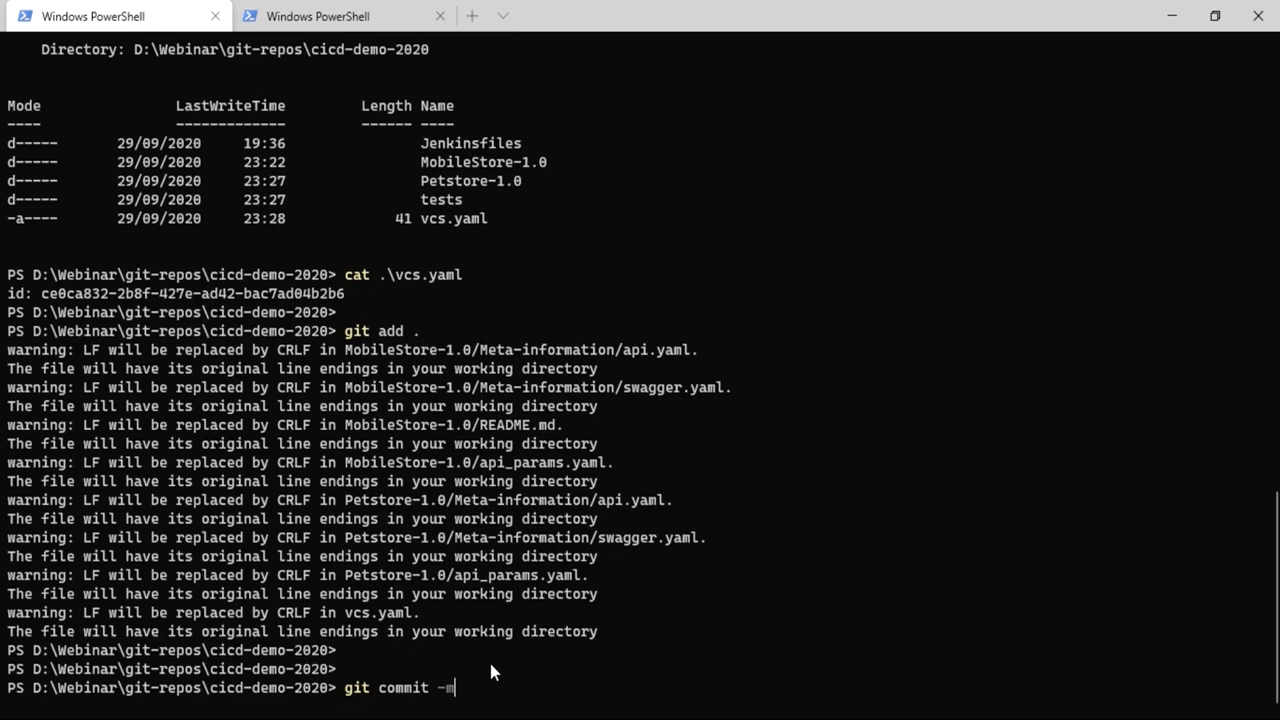 Windows PowerShell
Windows PowerShell
Directory: D:\Webinar\git-repos\cicd-demo-2020
Mode LastWriteTime Length Name
---- ------------- ------ ----
d----- 29/09/2020 19:36 Jenkinsfiles
d----- 29/09/2020 23:22 MobileStore-1.0
d----- 29/09/2020 23:27 Petstore-1.0
d----- 29/09/2020 23:27 tests
-a---- 29/09/2020 23:28 41 vcs.yaml
PS D:\Webinar\git-repos\cicd-demo-2020> cat .\vcs.yaml
id: ce0ca832-2b8f-427e-ad42-bac7ad04b2b6
PS D:\Webinar\git-repos\cicd-demo-2020>
PS D:\Webinar\git-repos\cicd-demo-2020> git add .
warning: LF will be replaced by CRLF in MobileStore-1.0/Meta-information/api.yaml.
The file will have its original line endings in your working directory
warning: LF will be replaced by CRLF in MobileStore-1.0/Meta-information/swagger.yaml.
The file will have its original line endings in your working directory
warning: LF will be replaced by CRLF in MobileStore-1.0/README.md.
The file will have its original line endings in your working directory
warning: LF will be replaced by CRLF in MobileStore-1.0/api_params.yaml.
The file will have its original line endings in your working directory
warning: LF will be replaced by CRLF in Petstore-1.0/Meta-information/api.yaml.
The file will have its original line endings in your working directory
warning: LF will be replaced by CRLF in Petstore-1.0/Meta-information/swagger.yaml.
The file will have its original line endings in your working directory
warning: LF will be replaced by CRLF in Petstore-1.0/api_params.yaml.
The file will have its original line endings in your working directory
warning: LF will be replaced by CRLF in vcs.yaml.
The file will have its original line endings in your working directory
PS D:\Webinar\git-repos\cicd-demo-2020>
PS D:\Webinar\git-repos\cicd-demo-2020>
PS D:\Webinar\git-repos\cicd-demo-2020> git commit -m